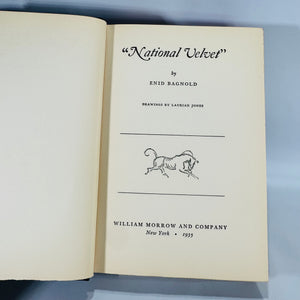 "National Velvet"
by
ENID BAGNOLD
DRAWINGS BY LAURIAN JONES
WILLIAM MORROW AND COMPANY
New York • 1935